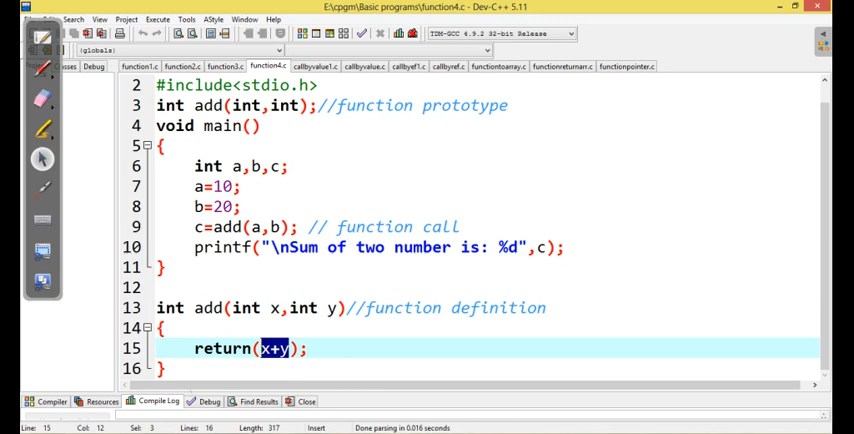 E:\cpgm\Basic programs\function4.c - Dev-C++ 5.11
Search View Project Execute Tools AStyle Window Help
TDM-GCC 4.9.2 32-bit Release
(globals)
Classes Debug function1.c function2.c function3.c function4.c callbyvalue1.c callbyvalue.c callbyef1.c callbyref.c functiontoarray.c functionreturnarr.c functionpointer.c
2 #include<stdio.h>
3 int add(int,int);//function prototype
4 void main()
5 {
6 int a,b,c;
7 a=10;
8 b=20;
9 c=add(a,b); // function call
10 printf("\nSum of two number is: %d",c);
11 }
12
13 int add(int x,int y)//function definition
14 {
15 return(x+y);
16 }
Compiler Resources Compile Log Debug Find Results Close
Line: 15 Col: 12 Sel: 3 Lines: 16 Length: 317 Insert Done parsing in 0.016 seconds